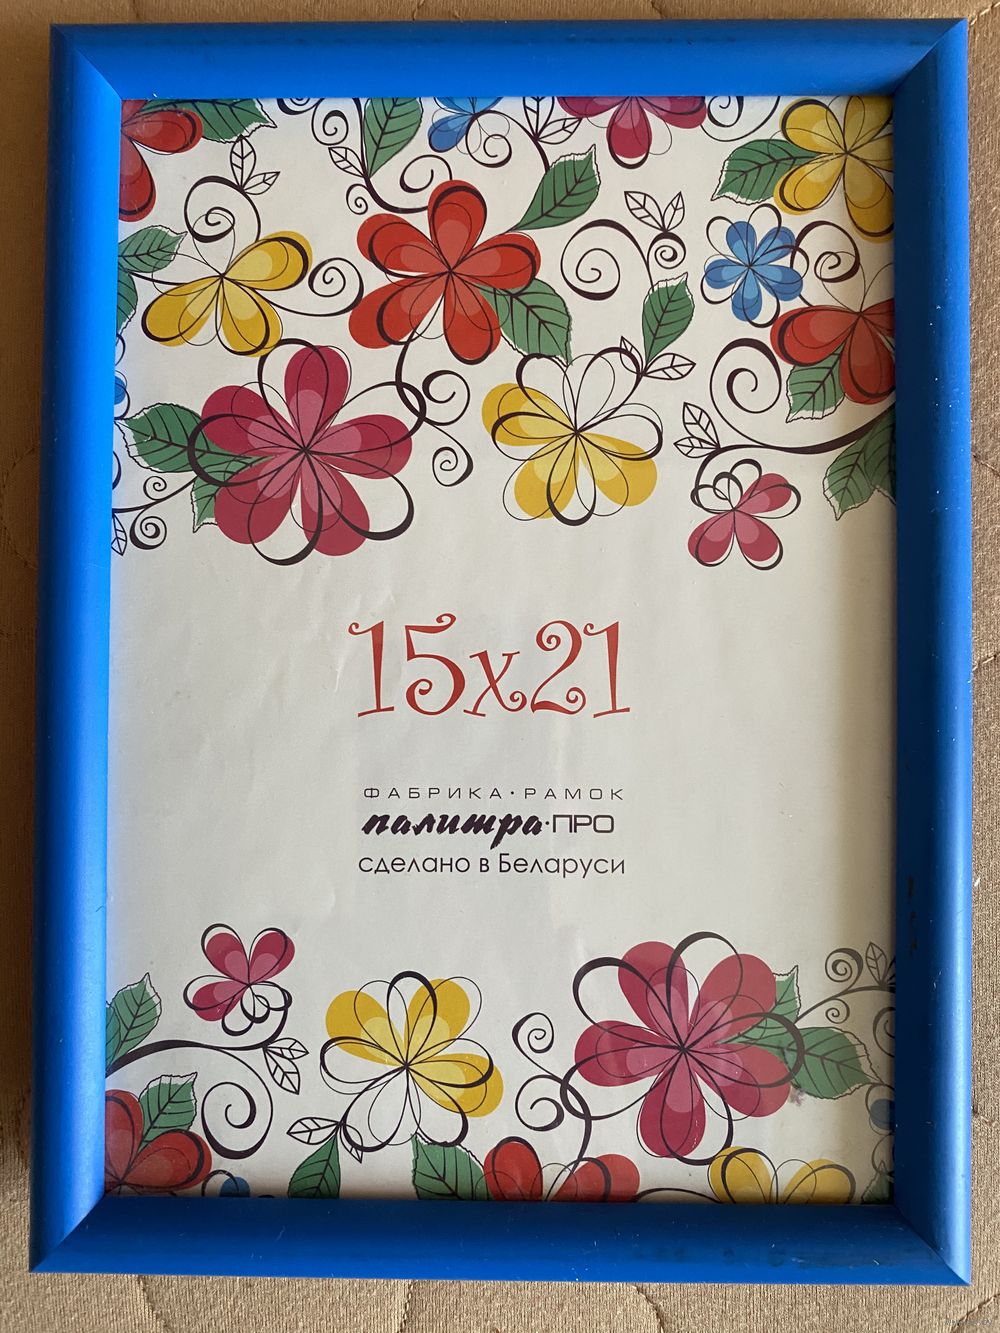 15x21
ФАБРИКА·РАМОК
палитра·ПРО
сделано в Беларуси